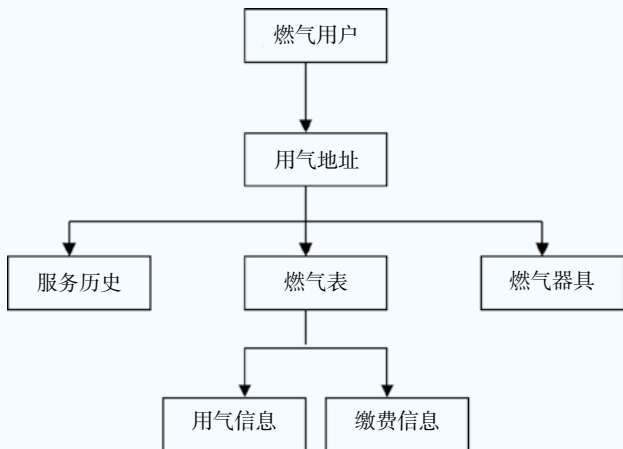 燃气用户
用气地址
服务历史
燃气表
燃气器具
用气信息
缴费信息